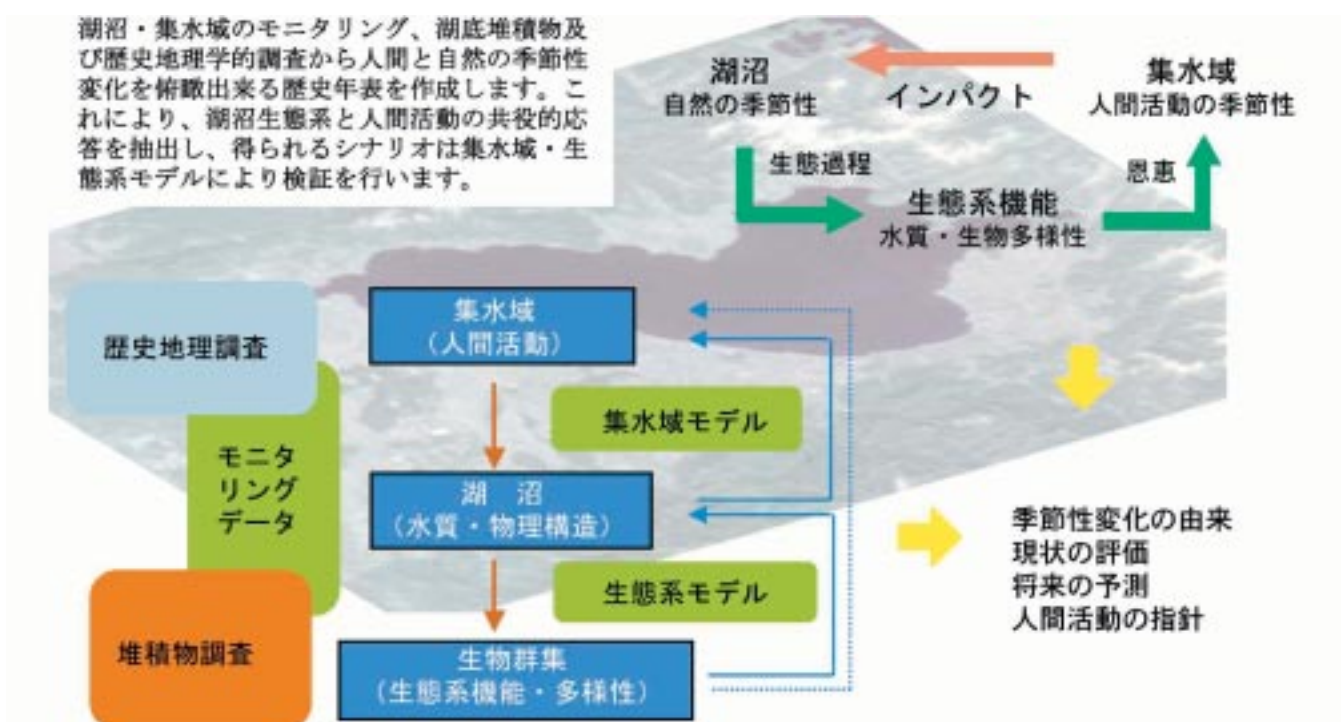 湖沼・集水域のモニタリング、湖底堆積物及
び歴史地理学的調査から人間と自然の季節性
変化を俯瞰出来る歴史年表を作成します。こ
れにより、湖沼生態系と人間活動の共役的応
答を抽出し、得られるシナリオは集水域・生
態系モデルにより検証を行います。
湖沼
自然の季節性
インパクト
集水域
人間活動の季節性
生態過程
恩恵
生態系機能
水質・生物多様性
歴史地理調査
モニタ
リング
データ
堆積物調査
集水域
（人間活動）
集水域モデル
湖　沼
（水質・物理構造）
生態系モデル
生物群集
（生態系機能・多様性）
季節性変化の由来
現状の評価
将来の予測
人間活動の指針